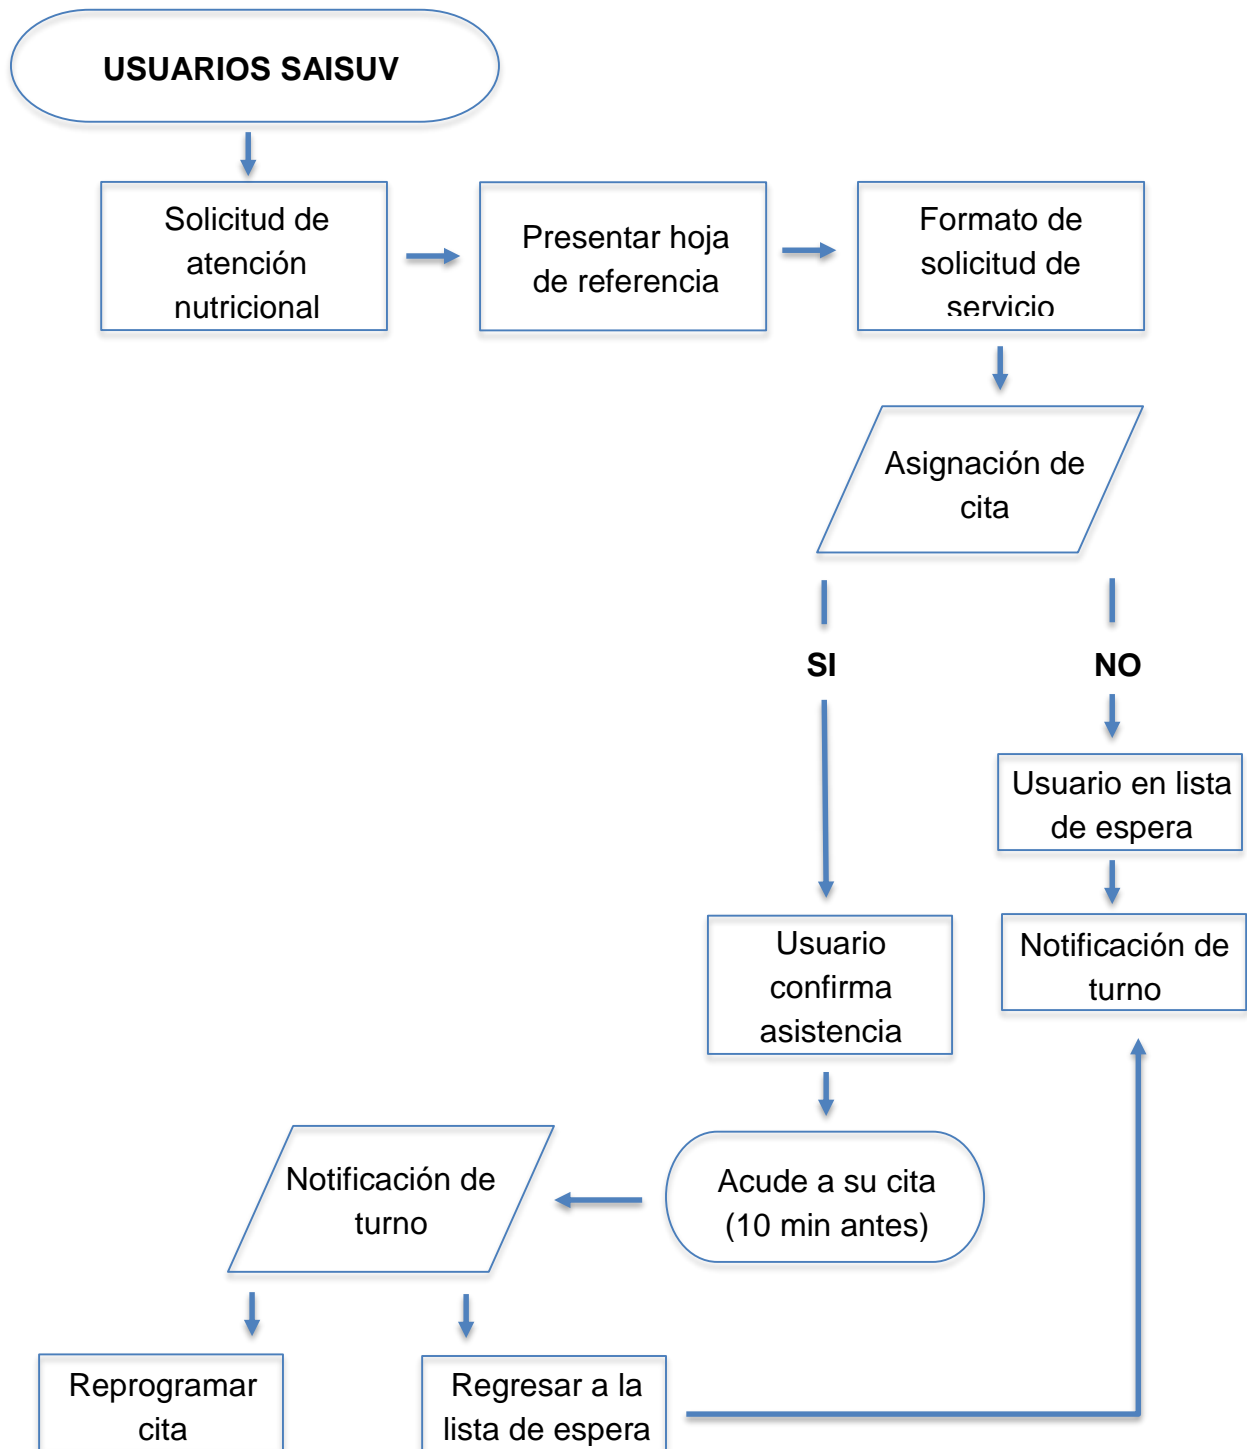 USUARIOS SAISUV
Solicitud de
atención
nutricional
Presentar hoja
de referencia
Formato de
solicitud de
servicio
Asignación de
cita
SI
NO
Usuario en lista
de espera
Usuario
confirma
asistencia
Notificación de
turno
Acude a su cita
(10 min antes)
Notificación de
turno
Reprogramar
cita
Regresar a la
lista de espera